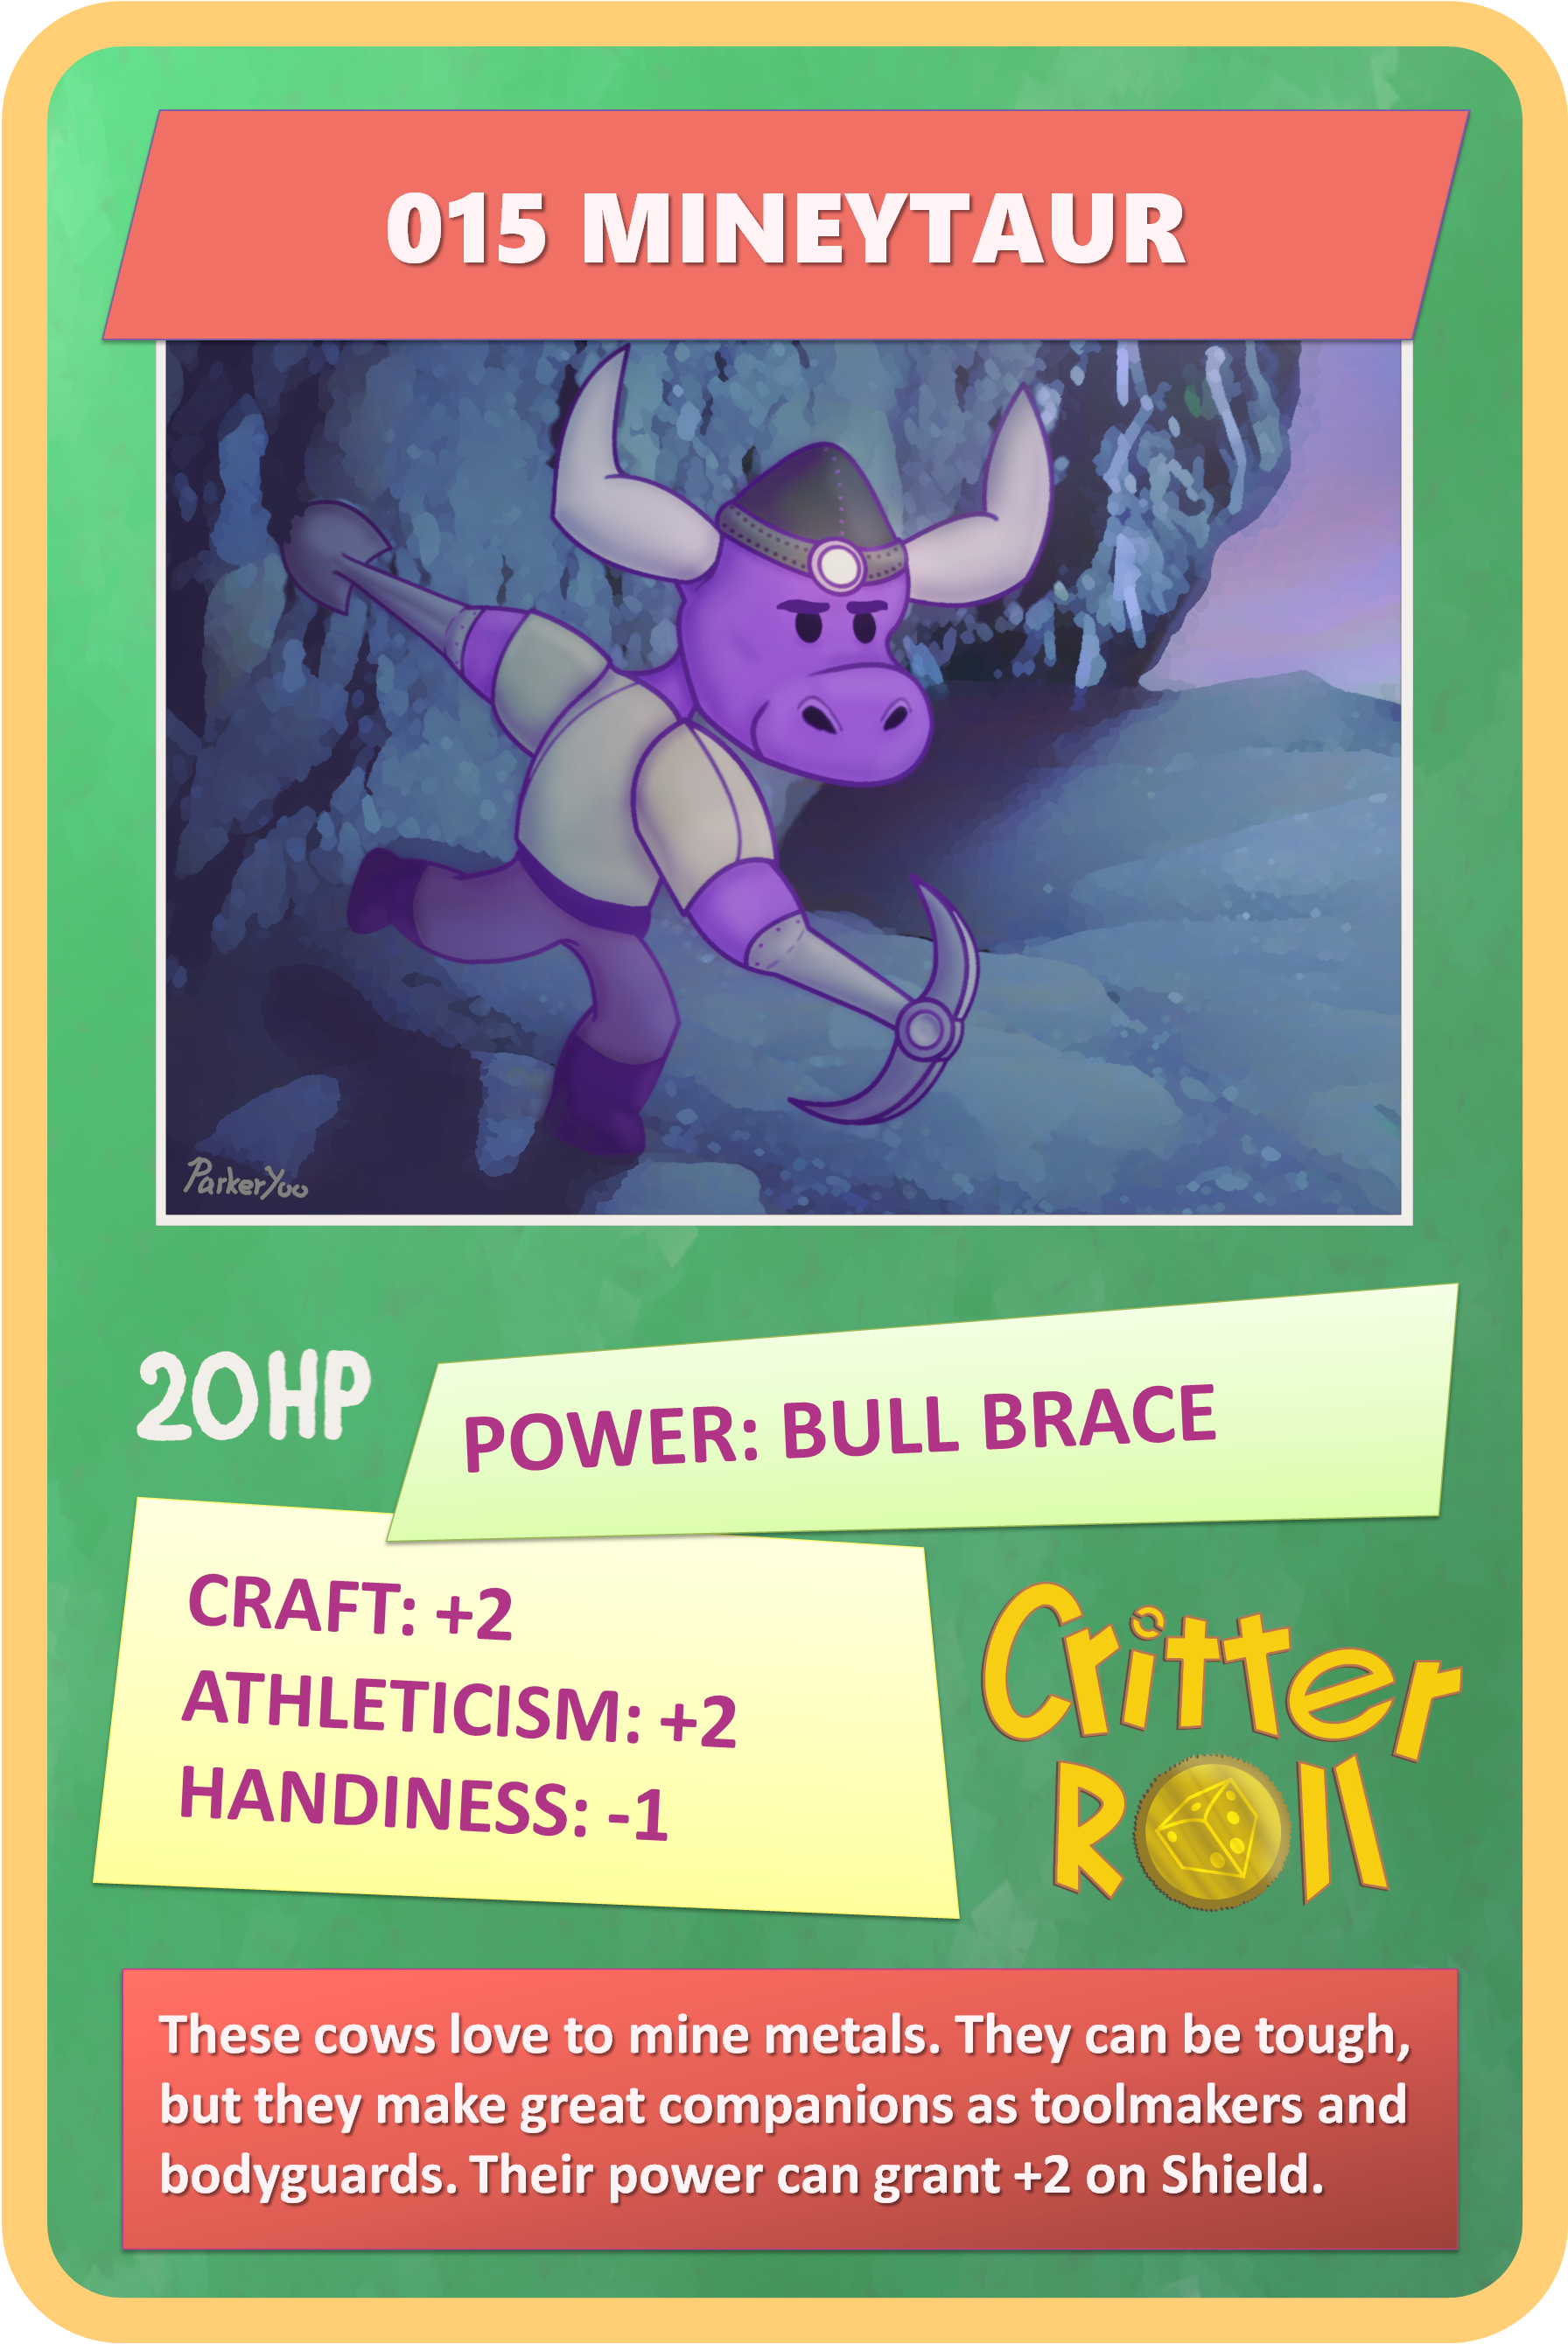 015 MINEYTAUR
ParkerYoo
20HP
POWER: BULL BRACE
CRAFT: +2
ATHLETICISM: +2
HANDINESS: -1
Critter
Roll
These cows love to mine metals. They can be tough,
but they make great companions as toolmakers and
bodyguards. Their power can grant +2 on Shield.